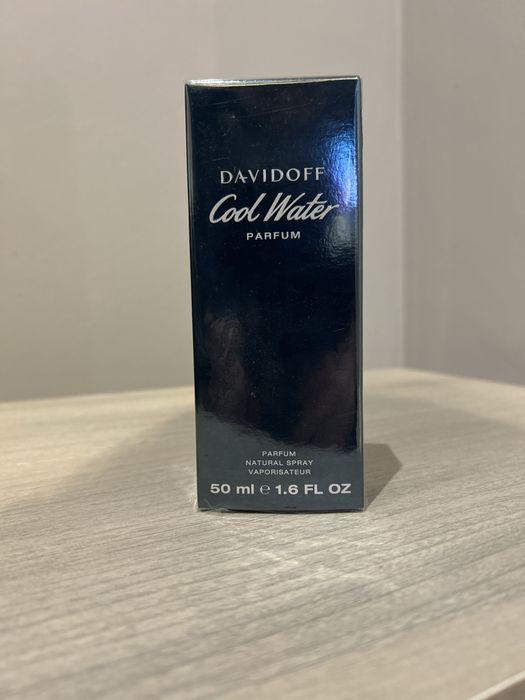 DAVIDOFF
Cool Water
PARFUM
PARFUM
NATURAL SPRAY
VAPORISATEUR
50 ml ℮ 1.6 FL OZ